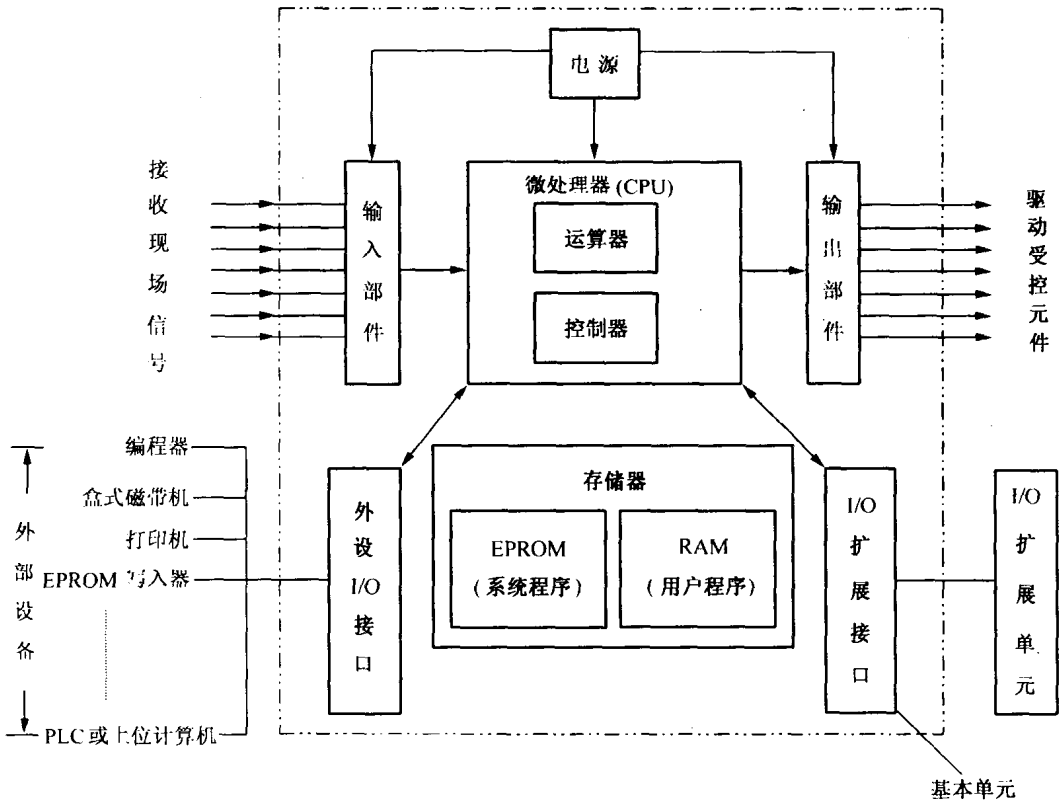 电源
接收现场信号
输入部件
微处理器(CPU)
运算器
控制器
输出部件
驱动受控元件
外部设备
编程器
盒式磁带机
打印机
EPROM 写入器
PLC或上位计算机
外设I/O接口
存储器
EPROM
(系统程序)
RAM
(用户程序)
I/O扩展接口
I/O扩展单元
基本单元